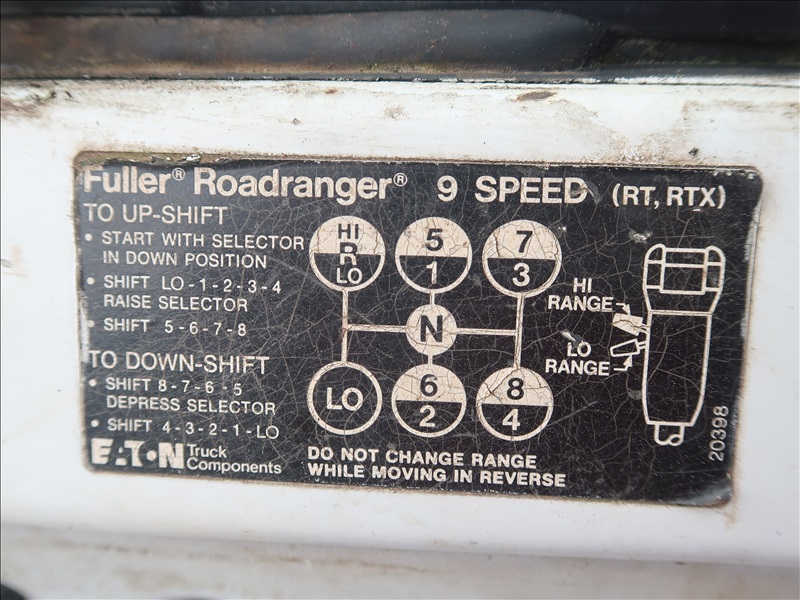 Fuller® Roadranger® 9 SPEED (RT, RTX)
TO UP-SHIFT
• START WITH SELECTOR
IN DOWN POSITION
• SHIFT LO-1-2-3-4
RAISE SELECTOR
• SHIFT 5-6-7-8
TO DOWN-SHIFT
• SHIFT 8-7-6-5
DEPRESS SELECTOR
• SHIFT 4-3-2-1-LO
EATON Truck
Components
HI
R
LO
5
1
7
3
N
LO
6
2
8
4
HI
RANGE
LO
RANGE
DO NOT CHANGE RANGE
WHILE MOVING IN REVERSE
20398